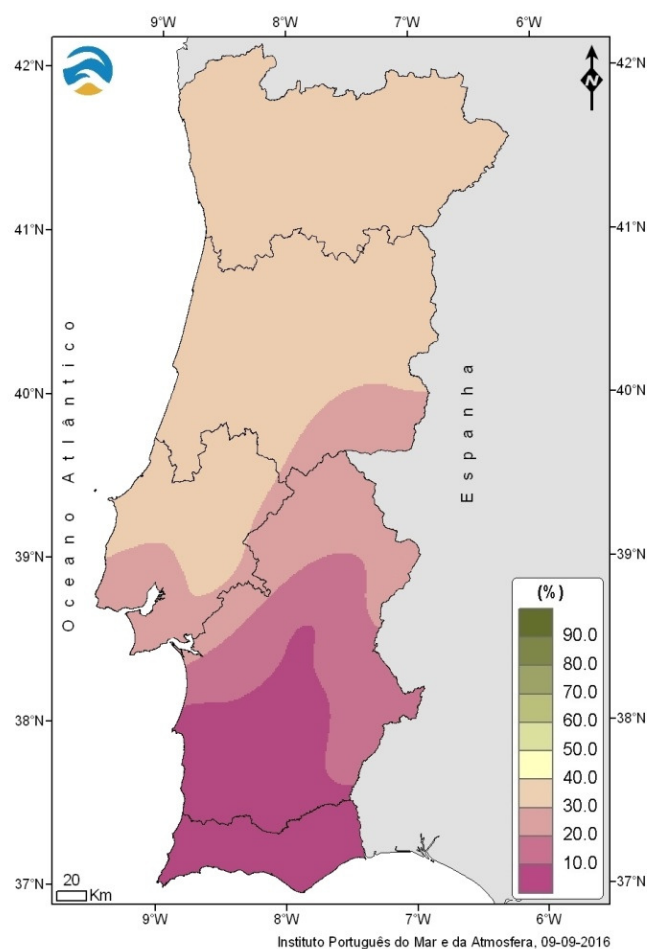 9°W 8°W 7°W 6°W
42°N 42°N
N
41°N 41°N
40°N 40°N
Oceano Atlântico
Espanha
39°N 39°N
38°N 38°N
37°N 37°N
(%)
90.0
80.0
70.0
60.0
50.0
40.0
30.0
20.0
10.0
20
Km
9°W 8°W 7°W 6°W
Instituto Português do Mar e da Atmosfera, 09-09-2016